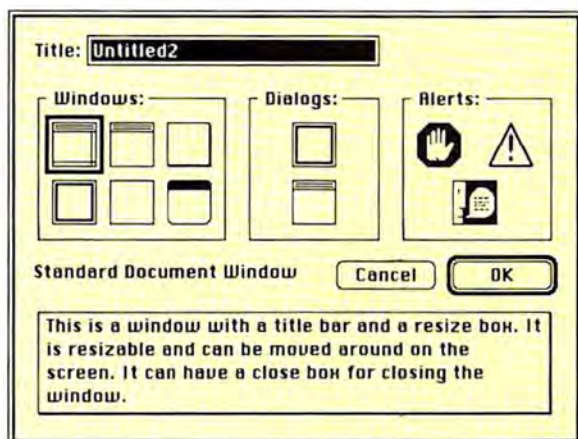 Title: Untitled2
Windows:
Dialogs:
Alerts:
Standard Document Window
Cancel
OK
This is a window with a title bar and a resize box. It
is resizable and can be moved around on the
screen. It can have a close box for closing the
window.